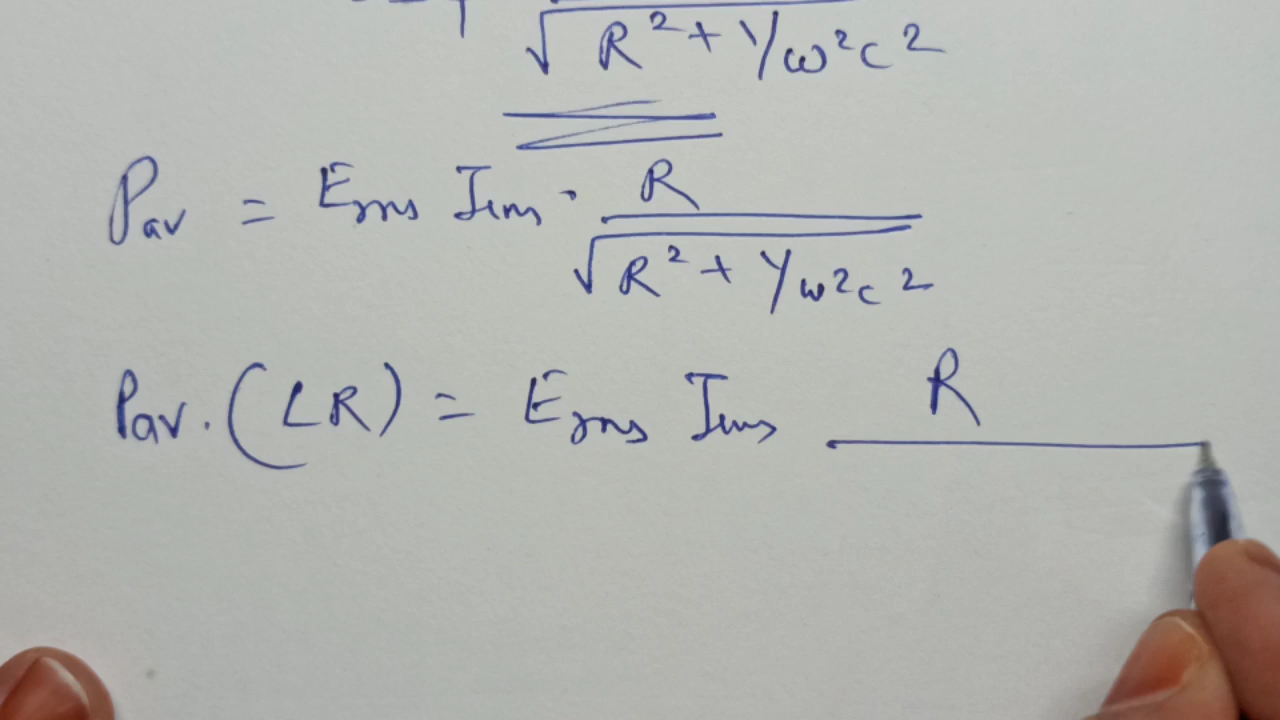 √R² + 1/ω²c²
Pav = Erms Irms · R / √R² + 1/ω²c²
Pav. (LR) = Erms Irms R